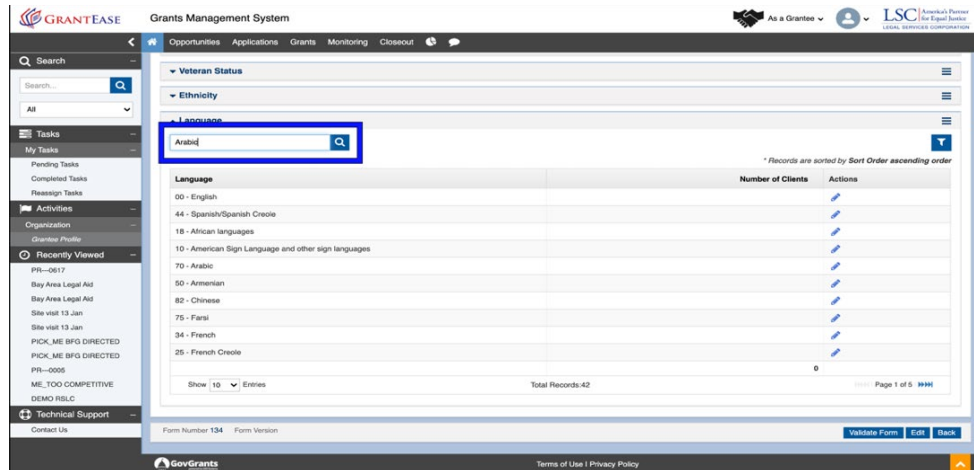 GRANTEASE
Grants Management System
As a Grantee
LSC America's Partner for Equal Justice
LEGAL SERVICES CORPORATION
Opportunities Applications Grants Monitoring Closeout
Search
Search...
All
Tasks
My Tasks
Pending Tasks
Completed Tasks
Reassign Tasks
Activities
Organization
Grantee Profile
Recently Viewed
PR---0617
Bay Area Legal Aid
Bay Area Legal Aid
Site visit 13 Jan
Site visit 13 Jan
PICK_ME BFG DIRECTED
PICK_ME BFG DIRECTED
PR---0005
ME_TOO COMPETITIVE
DEMO RSLC
Technical Support
Contact Us
Veteran Status
Ethnicity
Language
Arabic
* Records are sorted by Sort Order ascending order
Language Number of Clients Actions
00 - English
44 - Spanish/Spanish Creole
18 - African languages
10 - American Sign Language and other sign languages
70 - Arabic
50 - Armenian
82 - Chinese
75 - Farsi
34 - French
25 - French Creole
0
Show 10 Entries Total Records:42 Page 1 of 5
Form Number 134 Form Version Validate Form Edit Back
GovGrants Terms of Use I Privacy Policy